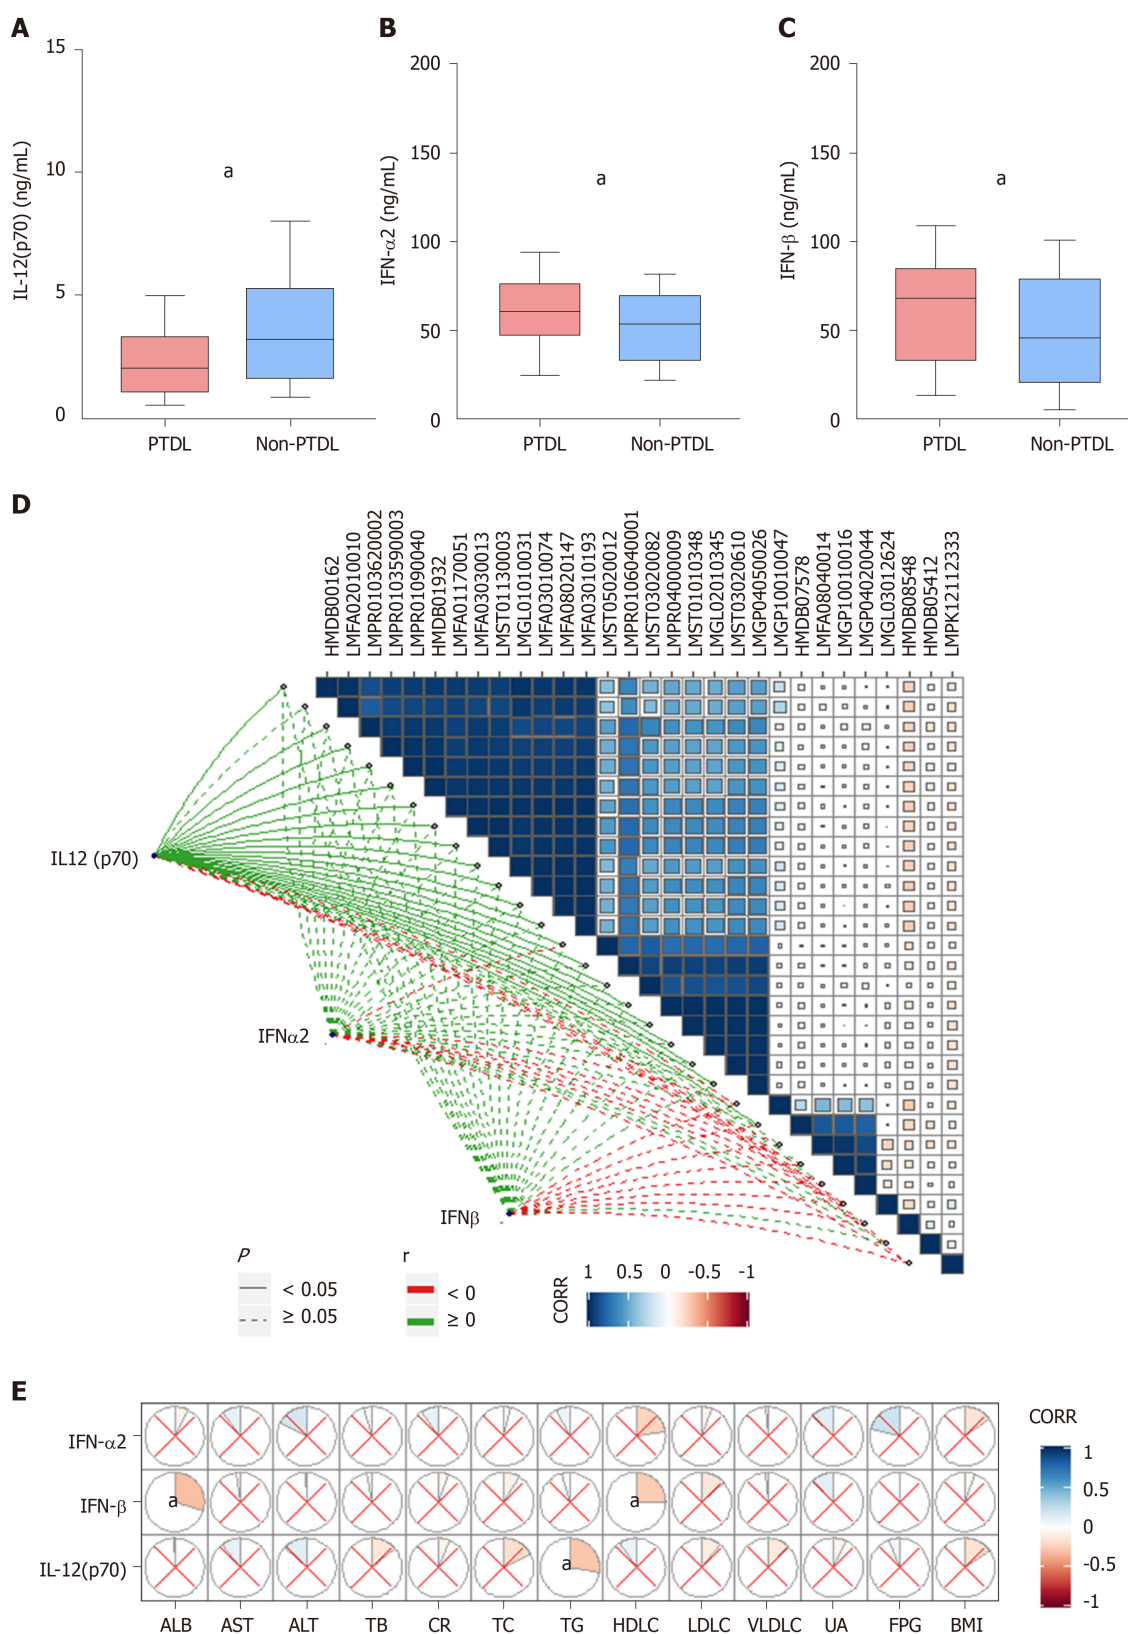 A
15
10
5
0
IL-12(p70) (ng/mL)
a
PTDL
Non-PTDL
B
200
150
100
50
0
IFN-α2 (ng/mL)
a
PTDL
Non-PTDL
C
200
150
100
50
0
IFN-β (ng/mL)
a
PTDL
Non-PTDL
D
HMDB00162
LMFA02010010
LMPR0103620002
LMPR0103590003
LMPR01090040
HMDB01932
LMFA01170051
LMFA03030013
LMST01130003
LMGL01010031
LMFA03010074
LMFA08020147
LMFA03010193
LMST05020012
LMPR0106040001
LMST03020082
LMPR04000009
LMST01010348
LMGL02010345
LMST03020610
LMGP04050026
LMGP10010047
HMDB07578
LMFA08040014
LMGP10010016
LMGP04020044
LMGL03012624
HMDB08548
HMDB05412
LMPK12112333
IL12 (p70)
IFNα2
IFNβ
P
< 0.05
≥ 0.05
r
< 0
≥ 0
CORR
1 0.5 0 -0.5 -1
E
IFN-α2
IFN-β
a
a
IL-12(p70)
a
ALB AST ALT TB CR TC TG HDLC LDLC VLDLC UA FPG BMI
CORR
1
0.5
0
-0.5
-1